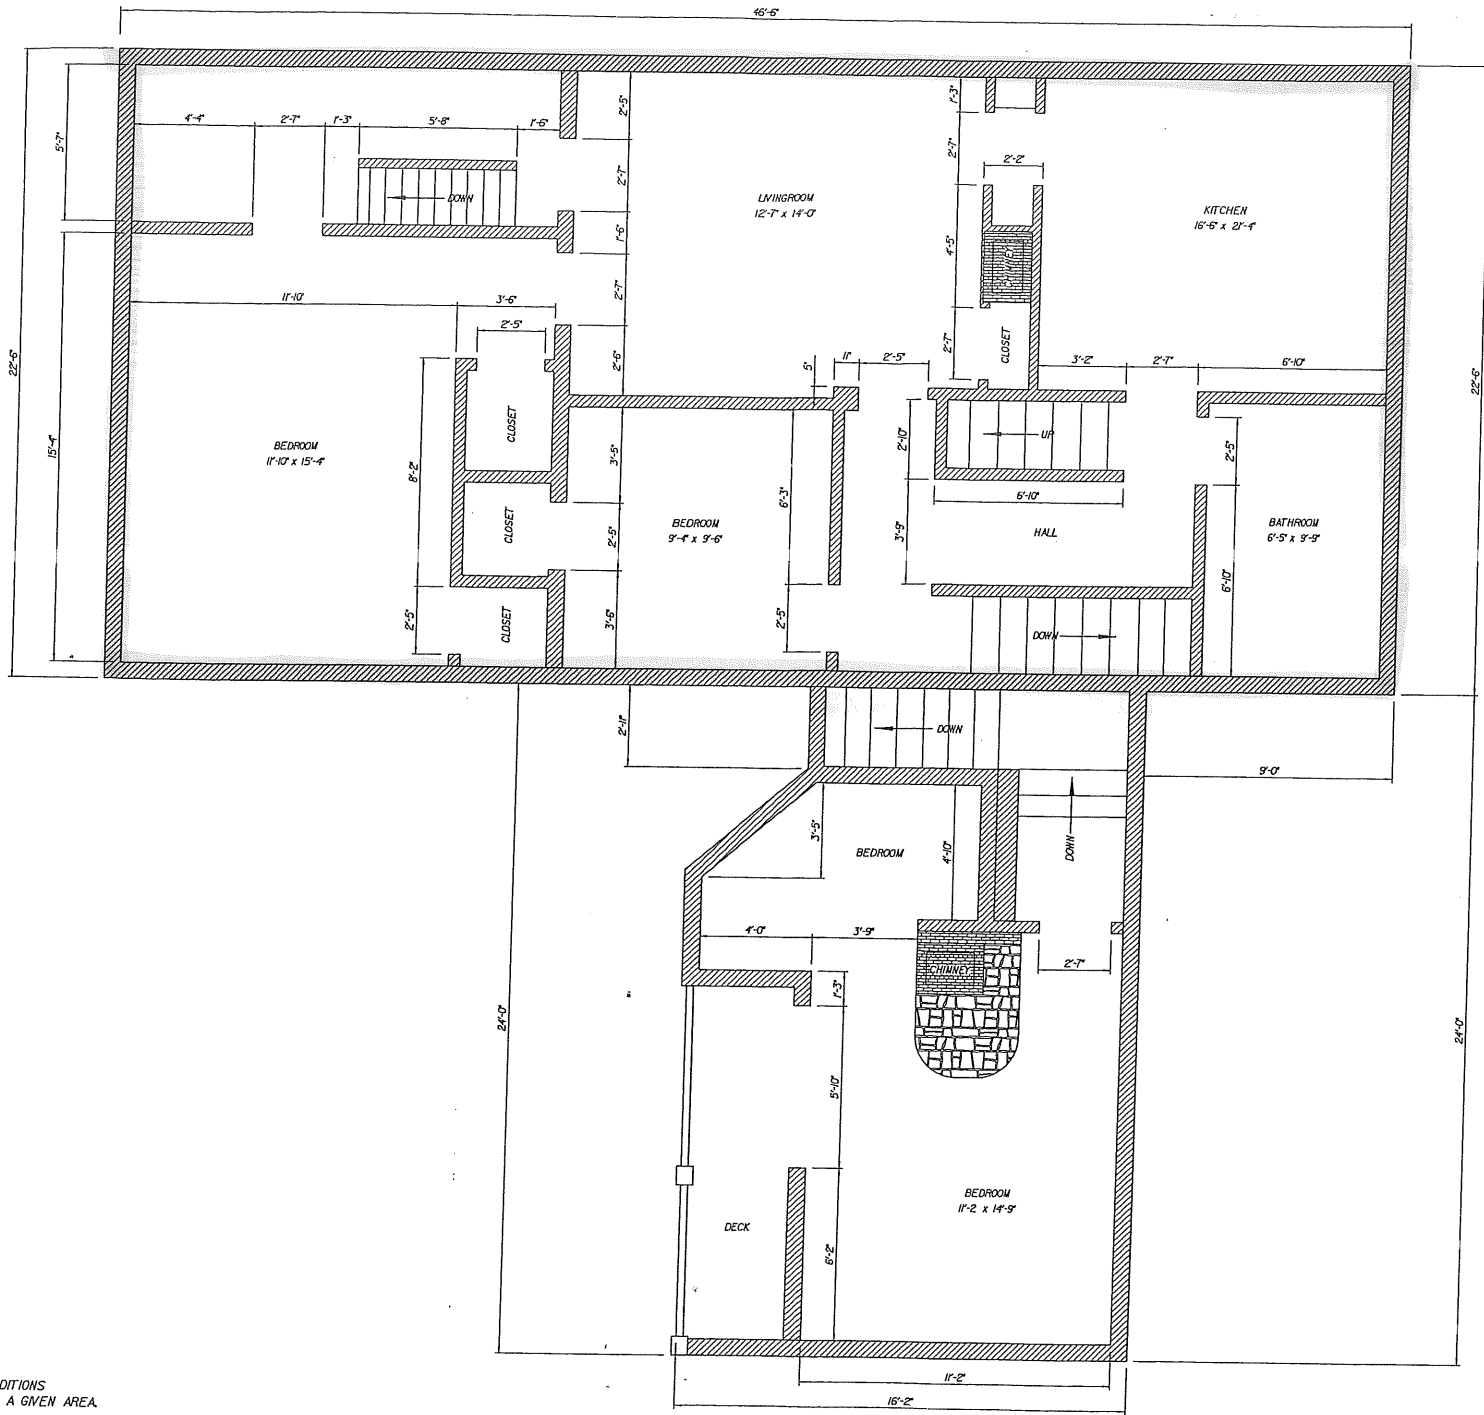 46'-6"
4'-4"
2'-7"
1'-3"
5'-8"
1'-6"
5'-7"
DOWN
2'-5"
2'-7"
1'-6"
2'-7"
2'-6"
LIVINGROOM
12'-7" x 14'-0"
1'-3"
2'-7"
2'-2"
4'-5"
CHIMNEY
2'-7"
CLOSET
KITCHEN
16'-6" x 21'-4"
22'-6"
22'-6"
11'-10"
3'-6"
2'-5"
15'-4"
BEDROOM
11'-10" x 15'-4"
8'-2"
2'-5"
CLOSET
CLOSET
CLOSET
3'-5"
2'-5"
3'-6"
BEDROOM
9'-4" x 9'-6"
5"
11"
2'-5"
6'-3"
2'-5"
3'-2"
2'-7"
6'-10"
2'-10"
UP
6'-10"
3'-9"
HALL
2'-5"
6'-10"
BATHROOM
6'-5" x 9'-9"
DOWN
2'-11"
DOWN
9'-0"
3'-5"
BEDROOM
4'-10"
DOWN
4'-0"
3'-9"
CHIMNEY
2'-7"
1'-3"
5'-10"
24'-0"
24'-0"
6'-2"
DECK
BEDROOM
11'-2 x 14'-9"
11'-2"
16'-2"
DITIONS
A GIVEN AREA.